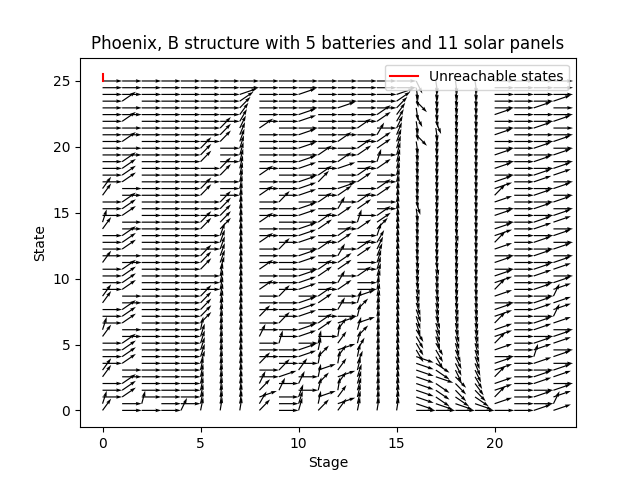 Phoenix, B structure with 5 batteries and 11 solar panels
Unreachable states
25
20
15
10
5
0
State
0 5 10 15 20
Stage